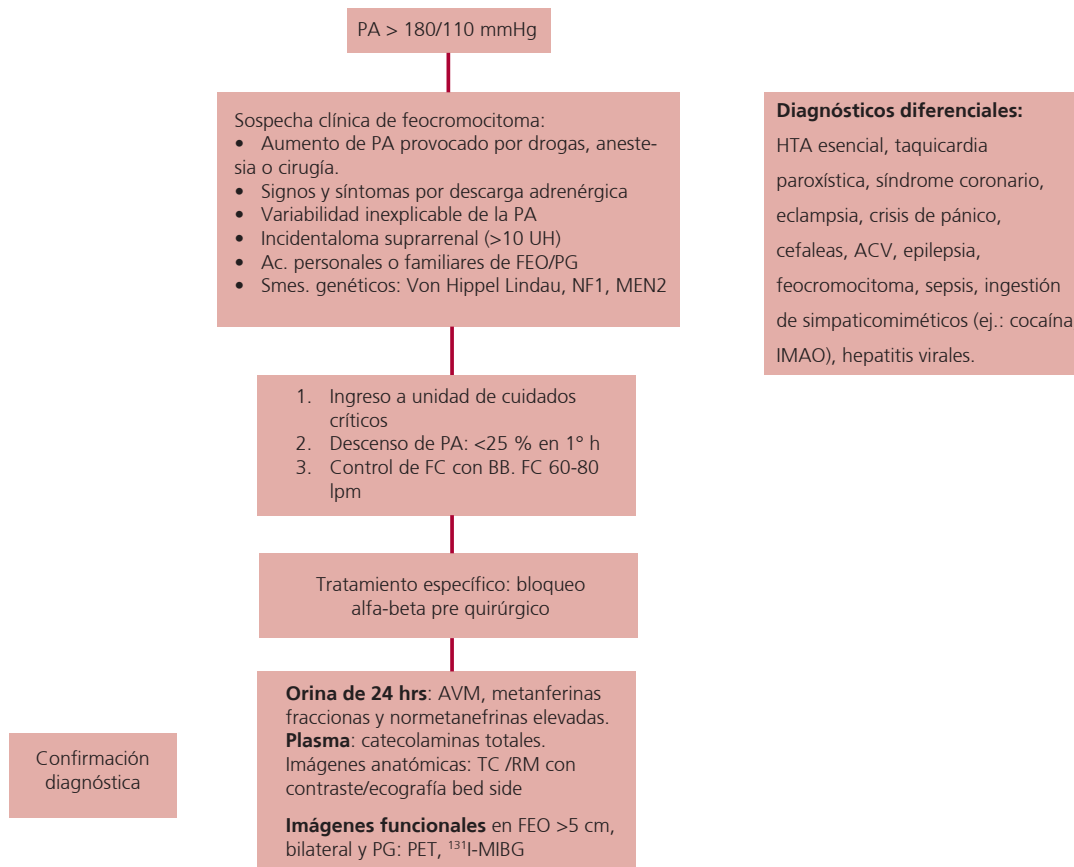 PA > 180/110 mmHg
Sospecha clínica de feocromocitoma:
• Aumento de PA provocado por drogas, aneste-
sia o cirugía.
• Signos y síntomas por descarga adrenérgica
• Variabilidad inexplicable de la PA
• Incidentaloma suprarrenal (>10 UH)
• Ac. personales o familiares de FEO/PG
• Smes. genéticos: Von Hippel Lindau, NF1, MEN2
Diagnósticos diferenciales:
HTA esencial, taquicardia
paroxística, síndrome coronario,
eclampsia, crisis de pánico,
cefaleas, ACV, epilepsia,
feocromocitoma, sepsis, ingestión
de simpaticomiméticos (ej.: cocaína
IMAO), hepatitis virales.
1. Ingreso a unidad de cuidados
críticos
2. Descenso de PA: <25 % en 1° h
3. Control de FC con BB. FC 60-80
lpm
Tratamiento específico: bloqueo
alfa-beta pre quirúrgico
Confirmación
diagnóstica
Orina de 24 hrs: AVM, metanferinas
fraccionas y normetanefrinas elevadas.
Plasma: catecolaminas totales.
Imágenes anatómicas: TC /RM con
contraste/ecografía bed side
Imágenes funcionales en FEO >5 cm,
bilateral y PG: PET, ¹³¹I-MIBG